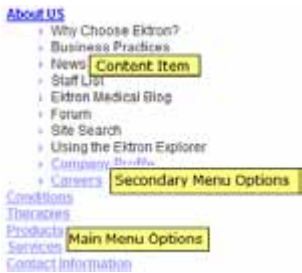 About US
Why Choose Ektron?
Business Practices
News
Content Item
Staff List
Ektron Medical Blog
Forum
Site Search
Using the Ektron Explorer
Company Profile
Careers
Secondary Menu Options
Conditions
Therapies
Products
Main Menu Options
Services
Contact Information